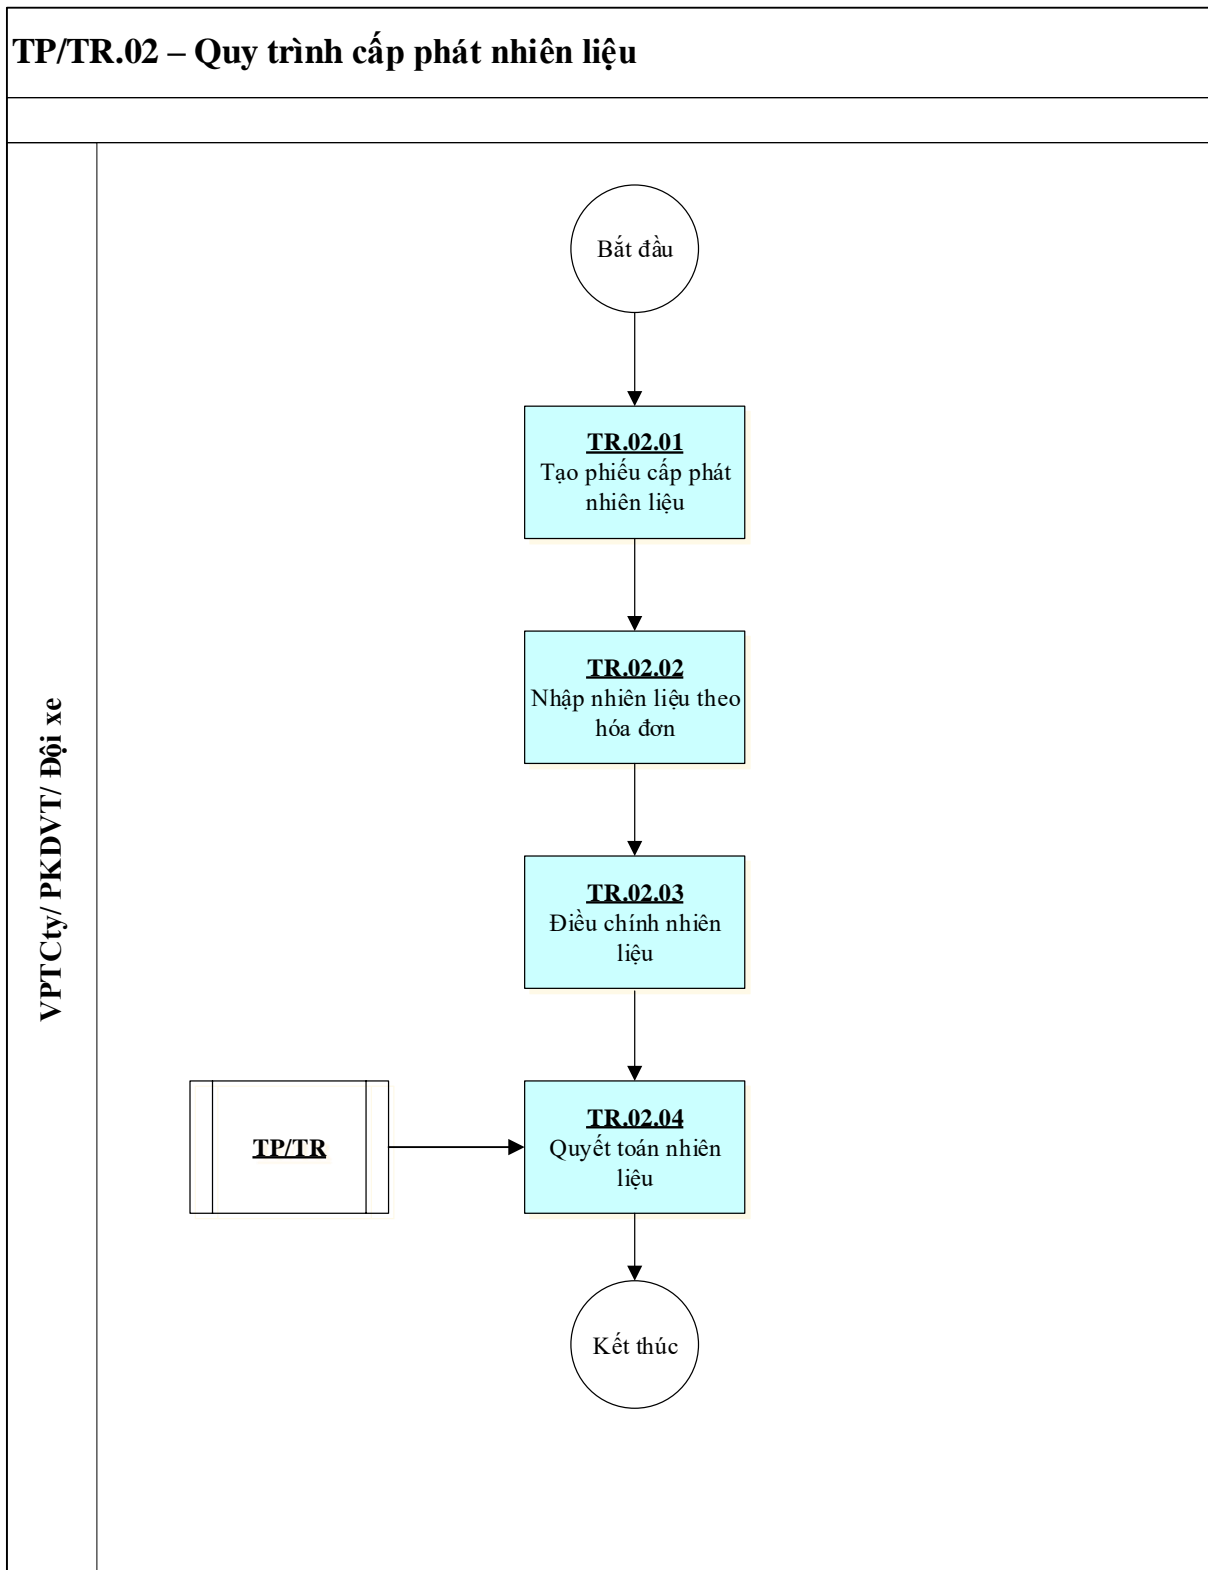 TP/TR.02 – Quy trình cấp phát nhiên liệu
VPTCty/ PKDVT/ Đội xe
Bắt đầu
TR.02.01
Tạo phiếu cấp phát
nhiên liệu
TR.02.02
Nhập nhiên liệu theo
hóa đơn
TR.02.03
Điều chính nhiên
liệu
TP/TR
TR.02.04
Quyết toán nhiên
liệu
Kết thúc